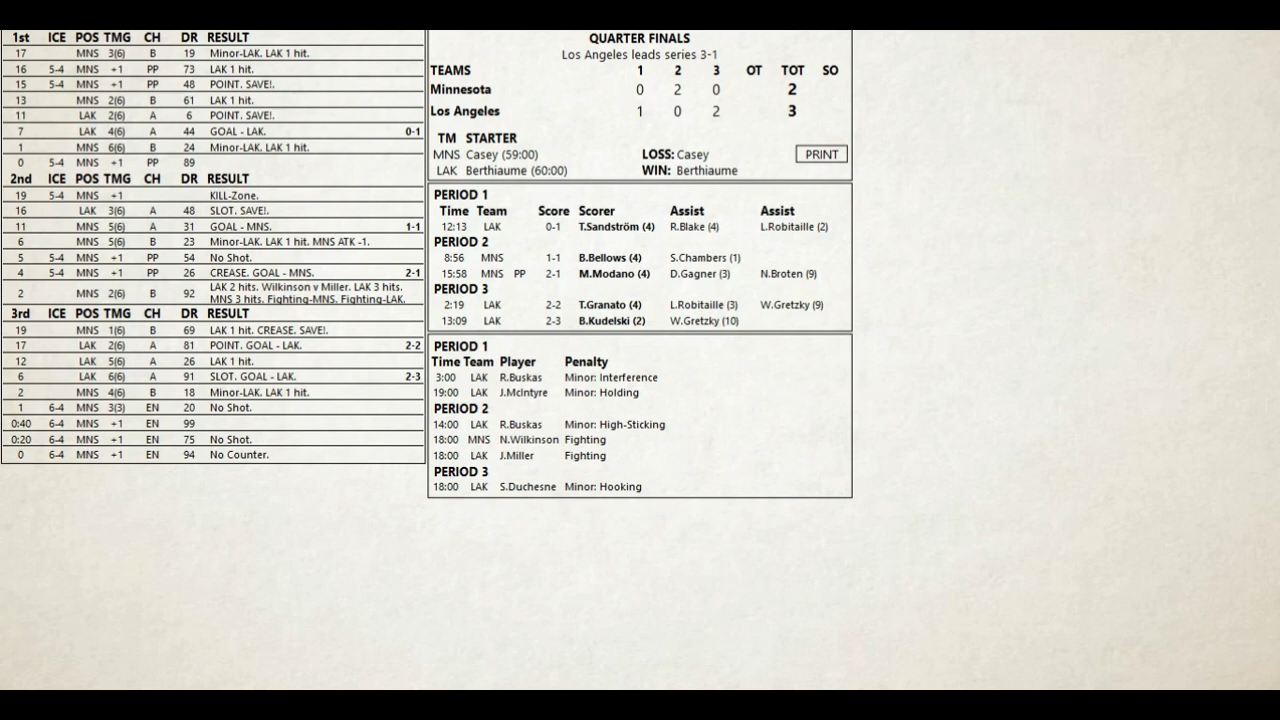 1st ICE POS TMG CH DR RESULT
17 MNS 3(6) B 19 Minor-LAK. LAK 1 hit.
16 5-4 MNS +1 PP 73 LAK 1 hit.
15 5-4 MNS +1 PP 48 POINT. SAVE!.
13 MNS 2(6) B 61 LAK 1 hit.
11 LAK 2(6) A 6 POINT. SAVE!.
7 LAK 4(6) A 44 GOAL - LAK. 0-1
1 MNS 6(6) B 24 Minor-LAK. LAK 1 hit.
0 5-4 MNS +1 PP 89
2nd ICE POS TMG CH DR RESULT
19 5-4 MNS +1 KILL-Zone.
16 LAK 3(6) A 48 SLOT. SAVE!.
11 MNS 5(6) A 31 GOAL - MNS. 1-1
6 MNS 5(6) B 23 Minor-LAK. LAK 1 hit. MNS ATK -1.
5 5-4 MNS +1 PP 54 No Shot.
4 5-4 MNS +1 PP 26 CREASE. GOAL - MNS. 2-1
2 MNS 2(6) B 92 LAK 2 hits. Wilkinson v Miller. LAK 3 hits.
MNS 3 hits. Fighting-MNS. Fighting-LAK.
3rd ICE POS TMG CH DR RESULT
19 MNS 1(6) B 69 LAK 1 hit. CREASE. SAVE!.
17 LAK 2(6) A 81 POINT. GOAL - LAK. 2-2
12 LAK 5(6) A 26 LAK 1 hit.
6 LAK 6(6) A 91 SLOT. GOAL - LAK. 2-3
2 MNS 4(6) B 18 Minor-LAK. LAK 1 hit.
1 6-4 MNS 3(3) EN 20 No Shot.
0:40 6-4 MNS +1 EN 99
0:20 6-4 MNS +1 EN 75 No Shot.
0 6-4 MNS +1 EN 94 No Counter.
QUARTER FINALS
Los Angeles leads series 3-1
TEAMS 1 2 3 OT TOT SO
Minnesota 0 2 0 2
Los Angeles 1 0 2 3
TM STARTER
MNS Casey (59:00) LOSS: Casey PRINT
LAK Berthiaume (60:00) WIN: Berthiaume
PERIOD 1
Time Team Score Scorer Assist Assist
12:13 LAK 0-1 T.Sandström (4) R.Blake (4) L.Robitaille (2)
PERIOD 2
8:56 MNS 1-1 B.Bellows (4) S.Chambers (1)
15:58 MNS PP 2-1 M.Modano (4) D.Gagner (3) N.Broten (9)
PERIOD 3
2:19 LAK 2-2 T.Granato (4) L.Robitaille (3) W.Gretzky (9)
13:09 LAK 2-3 B.Kudelski (2) W.Gretzky (10)
PERIOD 1
Time Team Player Penalty
3:00 LAK R.Buskas Minor: Interference
19:00 LAK J.McIntyre Minor: Holding
PERIOD 2
14:00 LAK R.Buskas Minor: High-Sticking
18:00 MNS N.Wilkinson Fighting
18:00 LAK J.Miller Fighting
PERIOD 3
18:00 LAK S.Duchesne Minor: Hooking